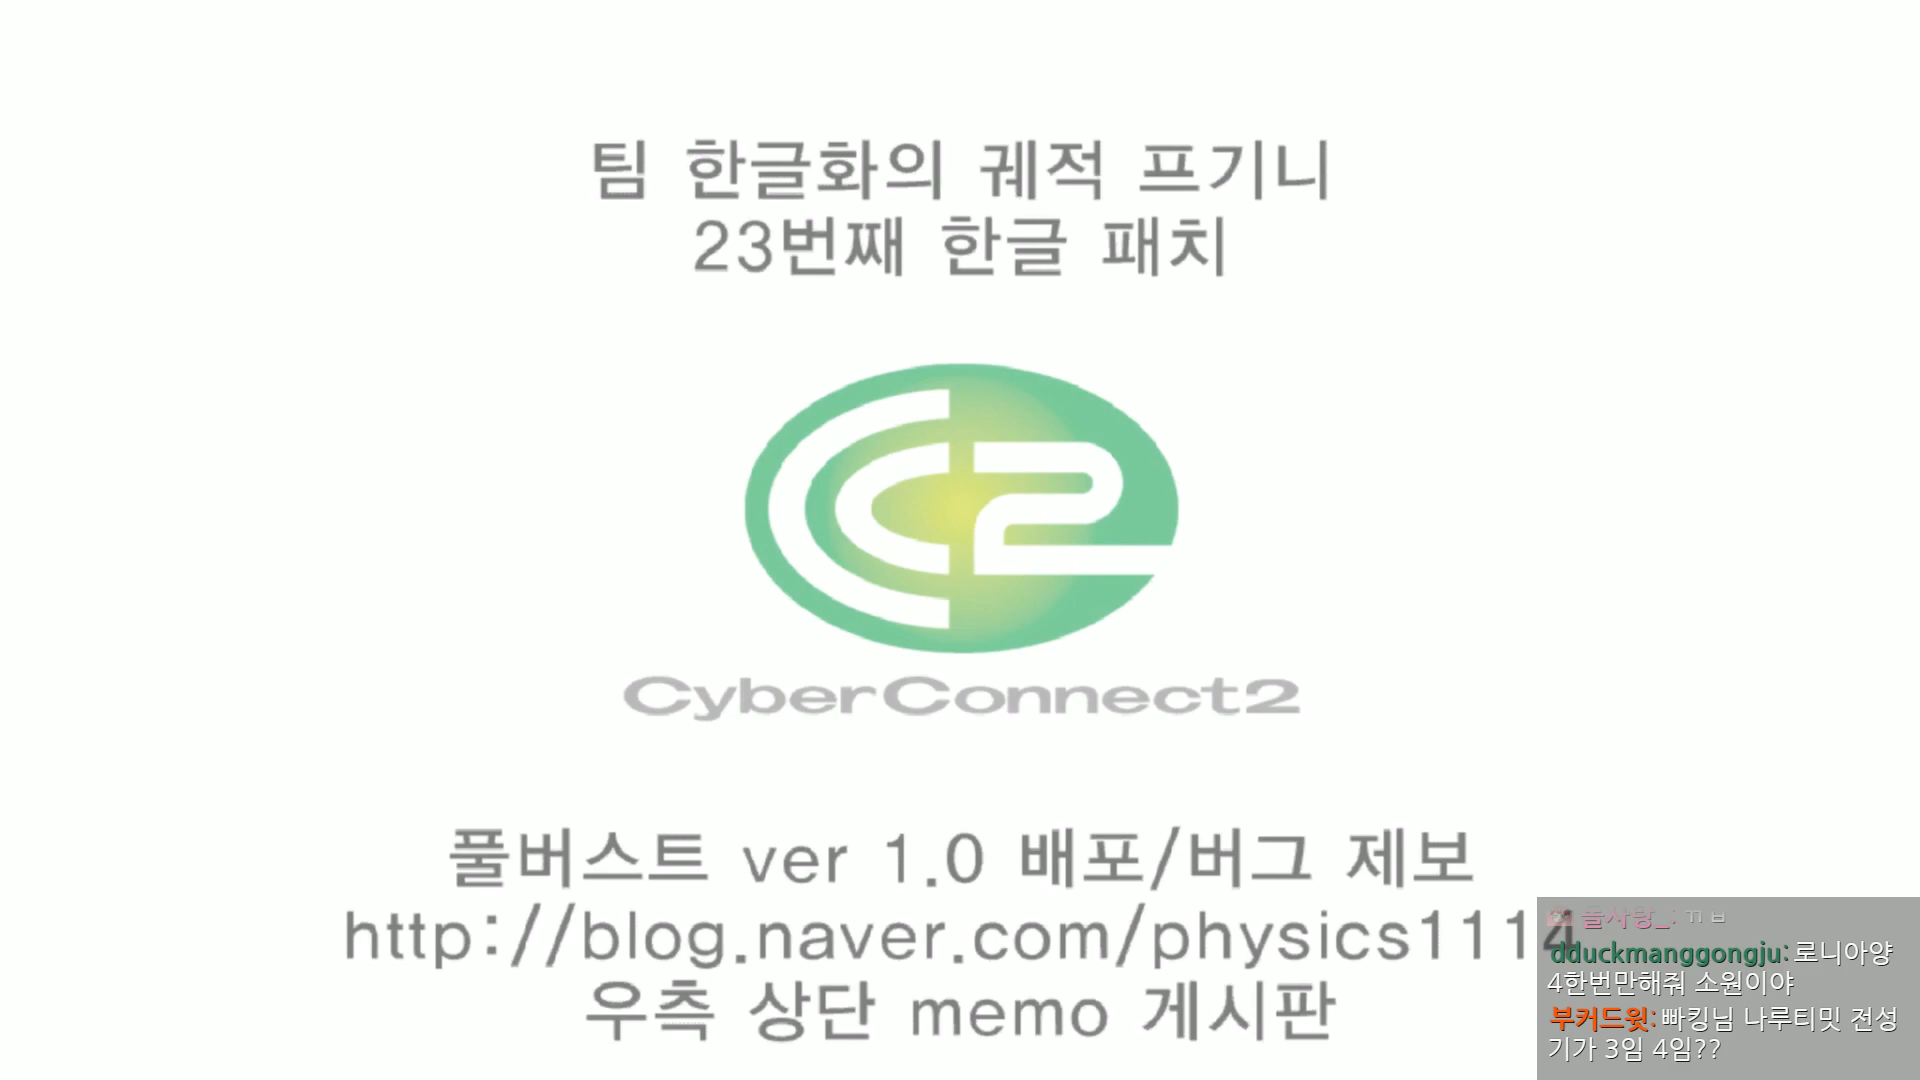 팀 한글화의 궤적 프기니
23번째 한글 패치
CyberConnect2
풀버스트 ver 1.0 배포/버그 제보
http://blog.naver.com/physics1114
우측 상단 memo 게시판
ㄲㅂ
dduckmanggongju: 로니아양
4한번만해줘 소원이야
부커드윗: 빠킹님 나루티밋 전성
기가 3임 4임??